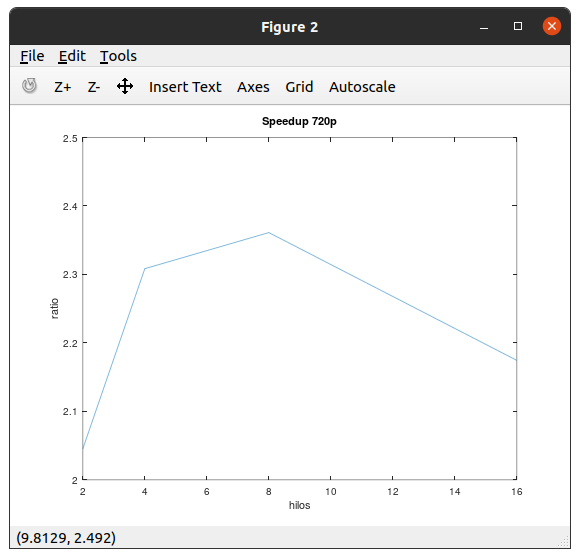 Figure 2
File Edit Tools
Z+ Z- Insert Text Axes Grid Autoscale
Speedup 720p
2.5
2.4
2.3
2.2
2.1
2
ratio
2 4 6 8 10 12 14 16
hilos
(9.8129, 2.492)